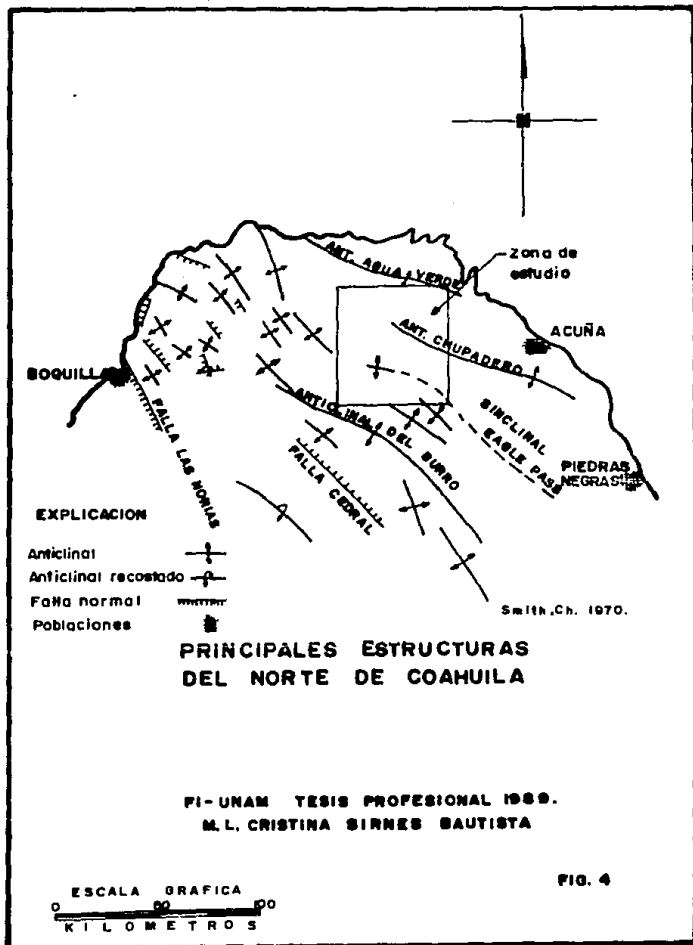 ANT. AGUA VERDE
Zona de
estudio
ACUÑA
ANT. CHUPADERO
BOQUILLAS
ANTICLINAL DEL BURRO
SINCLINAL
EAGLE PASS
PIEDRAS
NEGRAS
FALLA LAS NORIAS
FALLA CEDRAL
EXPLICACION
Anticlinal
Anticlinal recostado
Falla normal
Poblaciones
Smith, Ch. 1970.
PRINCIPALES ESTRUCTURAS
DEL NORTE DE COAHUILA
FI-UNAM TESIS PROFESIONAL 1989.
M. L. CRISTINA SIRNES BAUTISTA
FIG. 4
ESCALA GRAFICA
0 50 100
KILOMETROS